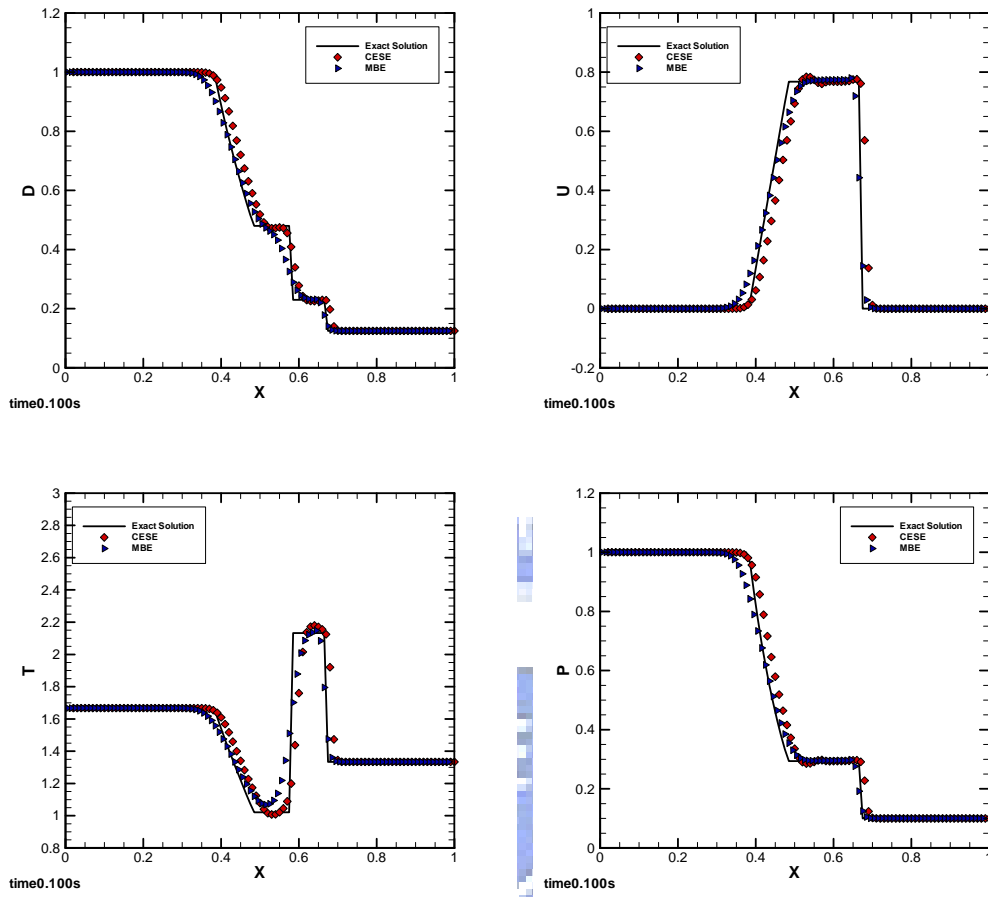 1.2
1
0.8
0.6
0.4
0.2
0
D
0 0.2 0.4 0.6 0.8 1
X
time0.100s
Exact Solution
CESE
MBE
0.8
0.6
0.4
0.2
0
-0.2
U
0 0.2 0.4 0.6 0.8 1
X
time0.100s
Exact Solution
CESE
MBE
3
2.8
2.6
2.4
2.2
2
1.8
1.6
1.4
1.2
1
0.8
T
0 0.2 0.4 0.6 0.8 1
X
time0.100s
Exact Solution
CESE
MBE
1.2
1
0.8
0.6
0.4
0.2
0
P
0 0.2 0.4 0.6 0.8 1
X
time0.100s
Exact Solution
CESE
MBE